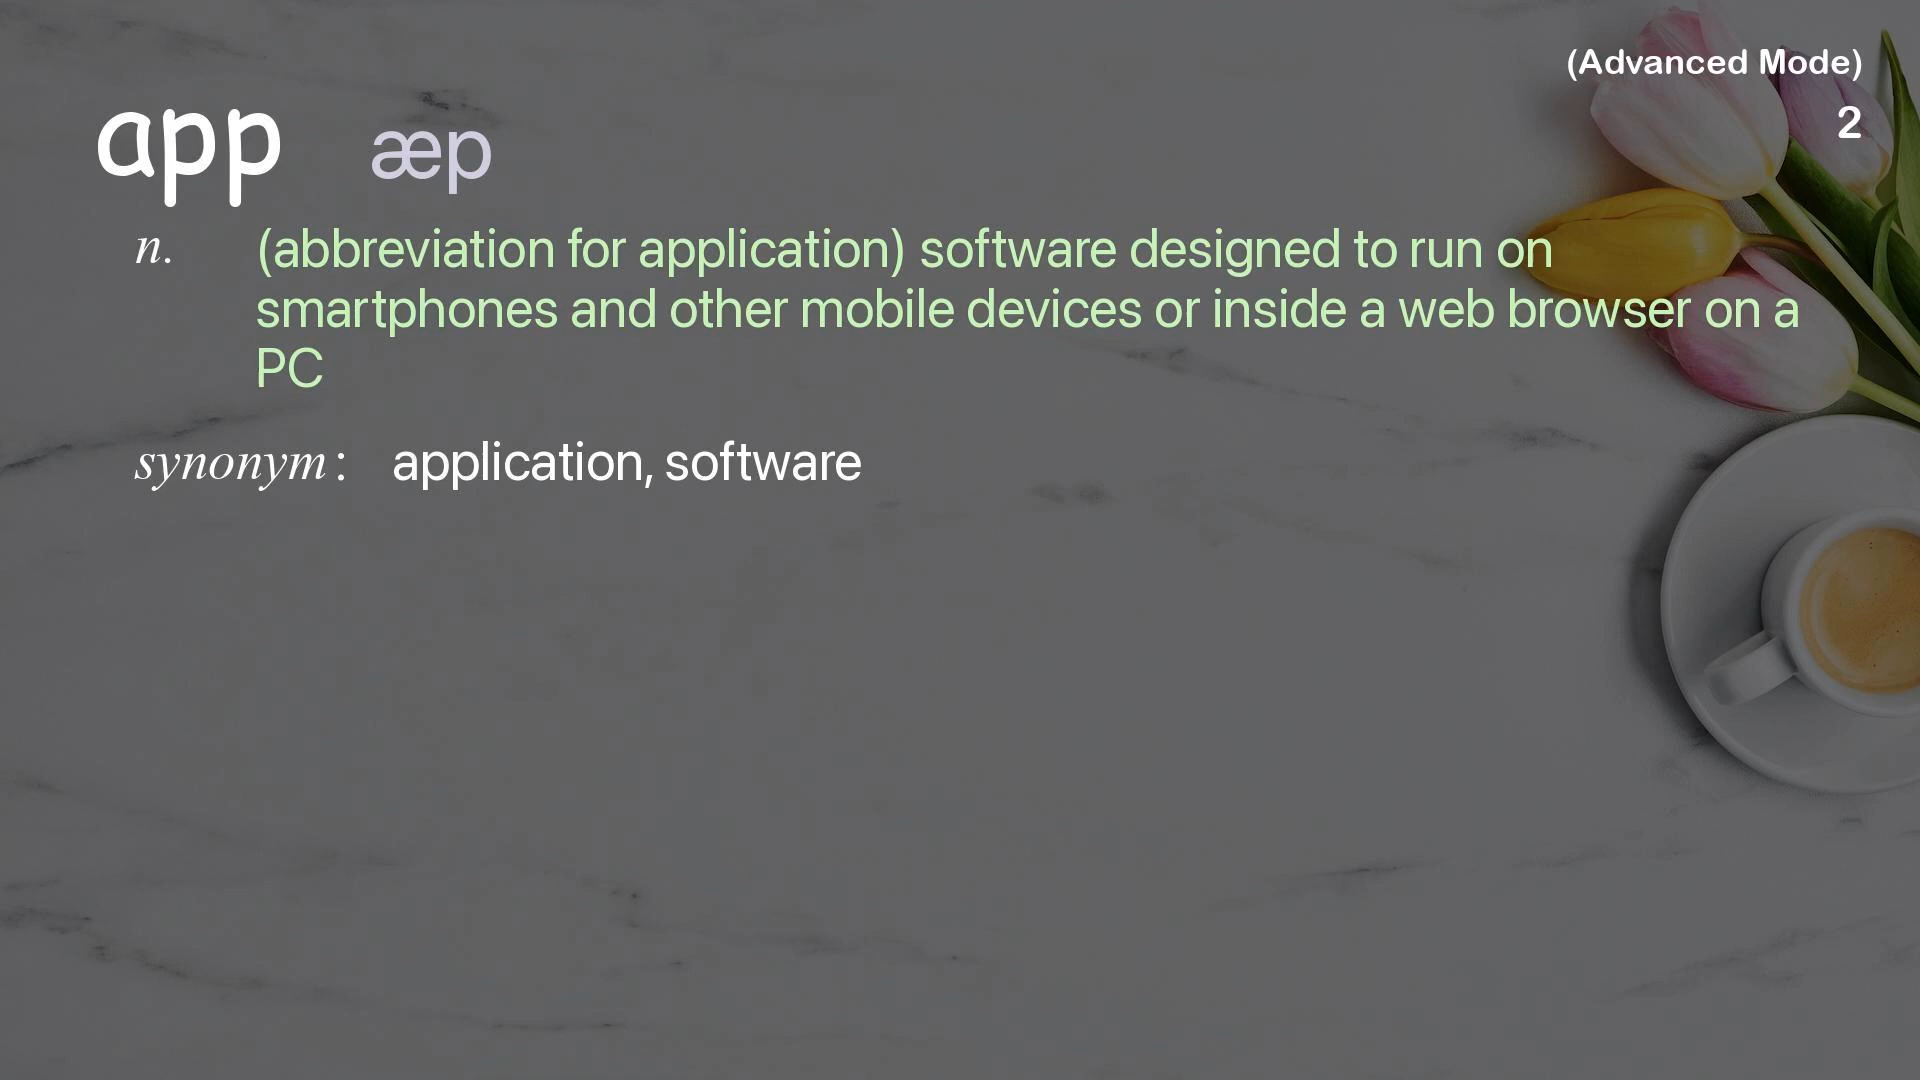 (Advanced Mode)
2
app æp
n. (abbreviation for application) software designed to run on
smartphones and other mobile devices or inside a web browser on a
PC
synonym: application, software